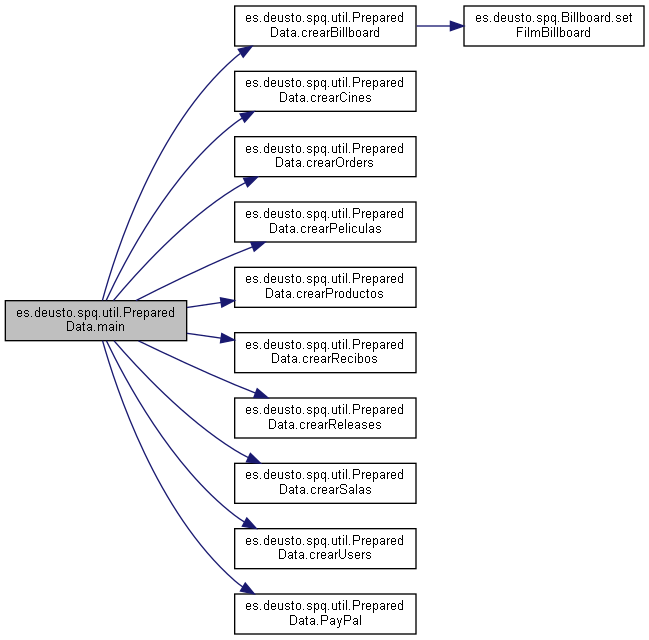 es.deusto.spq.util.Prepared
Data.main
es.deusto.spq.util.Prepared
Data.crearBillboard
es.deusto.spq.Billboard.set
FilmBillboard
es.deusto.spq.util.Prepared
Data.crearCines
es.deusto.spq.util.Prepared
Data.crearOrders
es.deusto.spq.util.Prepared
Data.crearPeliculas
es.deusto.spq.util.Prepared
Data.crearProductos
es.deusto.spq.util.Prepared
Data.crearRecibos
es.deusto.spq.util.Prepared
Data.crearReleases
es.deusto.spq.util.Prepared
Data.crearSalas
es.deusto.spq.util.Prepared
Data.crearUsers
es.deusto.spq.util.Prepared
Data.PayPal